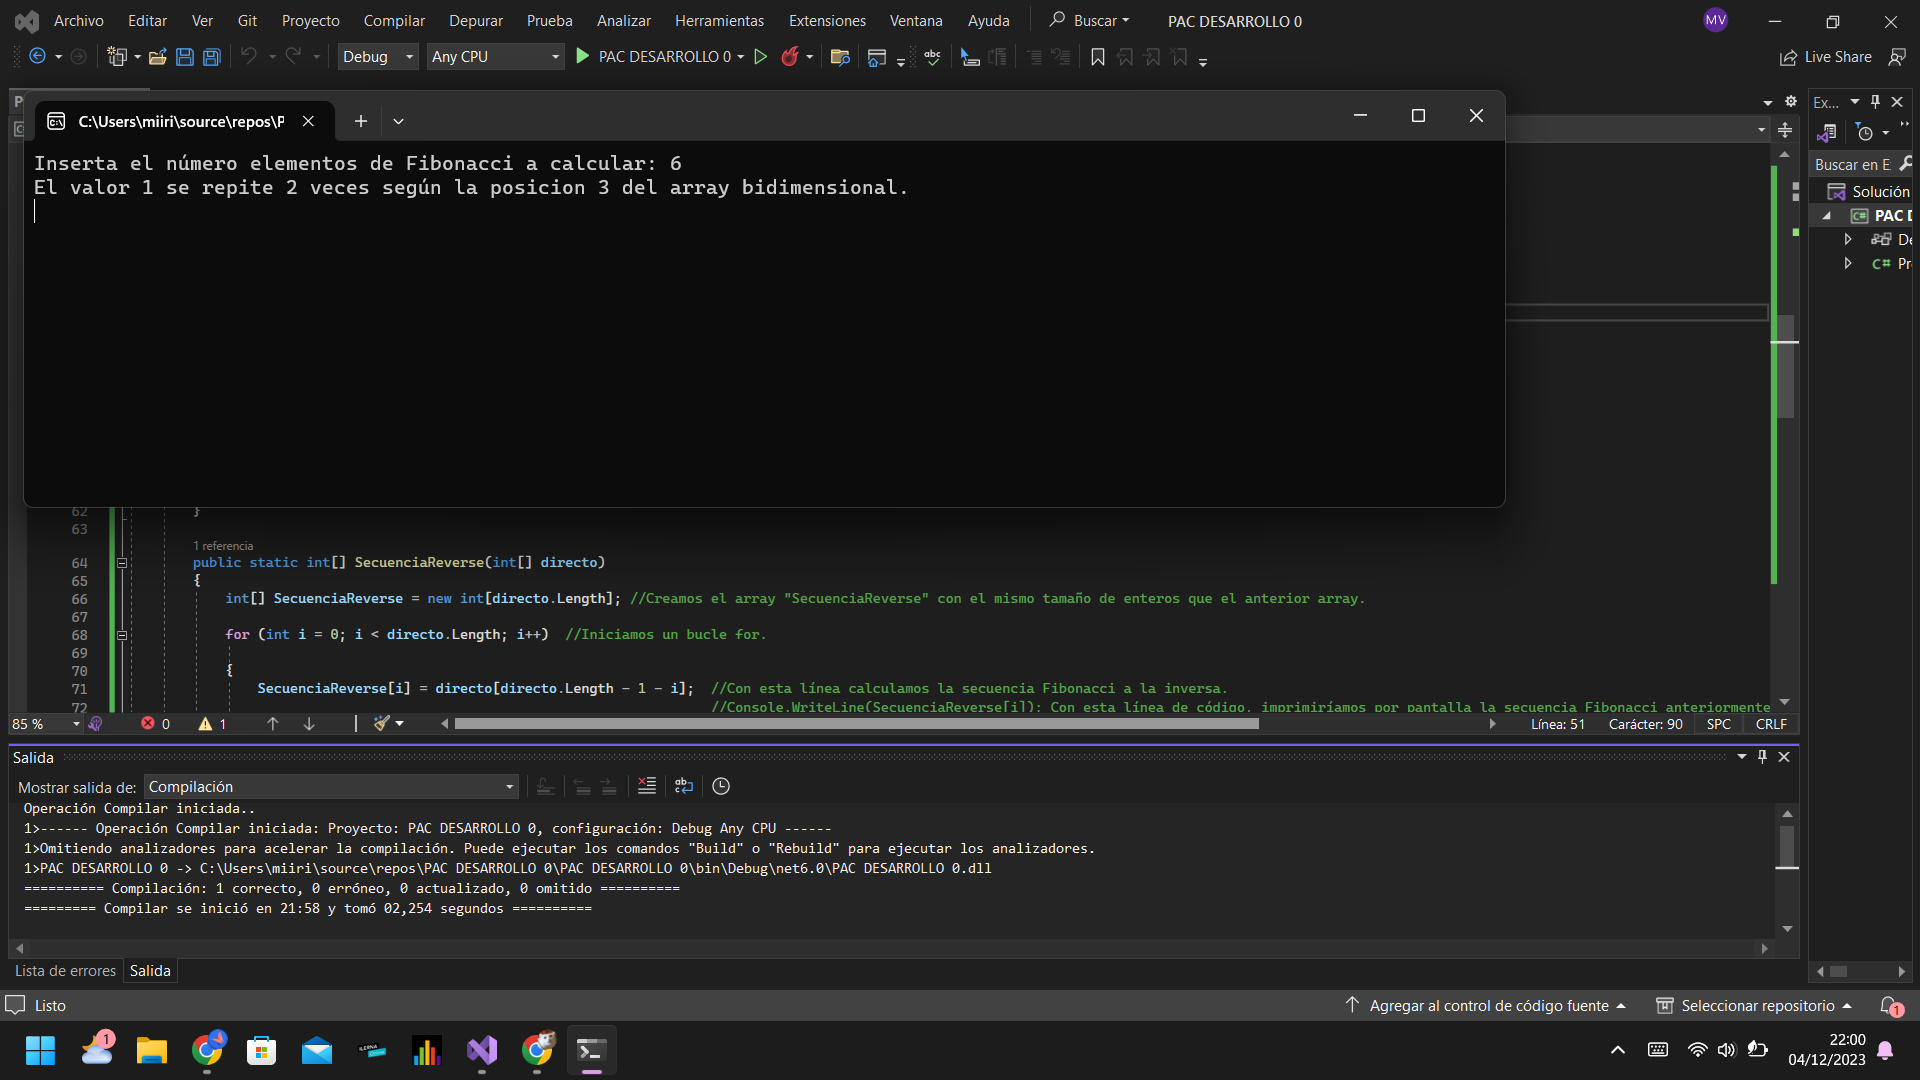 Archivo Editar Ver Git Proyecto Compilar Depurar Prueba Analizar Herramientas Extensiones Ventana Ayuda Buscar PAC DESARROLLO 0 MV
Debug Any CPU PAC DESARROLLO 0 Live Share
C:\Users\miiri\source\repos\P
Ex...
Inserta el número elementos de Fibonacci a calcular: 6
El valor 1 se repite 2 veces según la posicion 3 del array bidimensional.
Buscar en E
Solución
C# PAC D
De
C# Pr
62 }
63
1 referencia
64 public static int[] SecuenciaReverse(int[] directo)
65 {
66 int[] SecuenciaReverse = new int[directo.Length]; //Creamos el array "SecuenciaReverse" con el mismo tamaño de enteros que el anterior array.
67
68 for (int i = 0; i < directo.Length; i++) //Iniciamos un bucle for.
69
70 {
71 SecuenciaReverse[i] = directo[directo.Length - 1 - i]; //Con esta línea calculamos la secuencia Fibonacci a la inversa.
72 //Console.WriteLine(SecuenciaReverse[i]); Con esta línea de código, imprimiríamos por pantalla la secuencia Fibonacci anteriormente
85 % 0 1 Línea: 51 Carácter: 90 SPC CRLF
Salida
Mostrar salida de: Compilación
Operación Compilar iniciada..
1>------ Operación Compilar iniciada: Proyecto: PAC DESARROLLO 0, configuración: Debug Any CPU ------
1>Omitiendo analizadores para acelerar la compilación. Puede ejecutar los comandos "Build" o "Rebuild" para ejecutar los analizadores.
1>PAC DESARROLLO 0 -> C:\Users\miiri\source\repos\PAC DESARROLLO 0\PAC DESARROLLO 0\bin\Debug\net6.0\PAC DESARROLLO 0.dll
========== Compilación: 1 correcto, 0 erróneo, 0 actualizado, 0 omitido ==========
========= Compilar se inició en 21:58 y tomó 02,254 segundos ==========
Lista de errores Salida
Listo Agregar al control de código fuente Seleccionar repositorio 1
1 ILERNA 22:00
04/12/2023